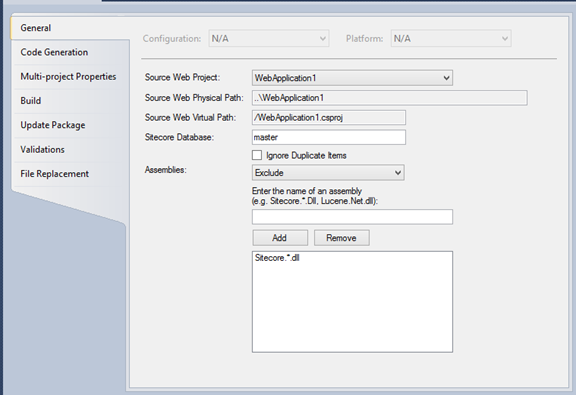 General
Code Generation
Multi-project Properties
Build
Update Package
Validations
File Replacement
Configuration: N/A Platform: N/A
Source Web Project: WebApplication1
Source Web Physical Path: ..\WebApplication1
Source Web Virtual Path: /WebApplication1.csproj
Sitecore Database: master
Ignore Duplicate Items
Assemblies: Exclude
Enter the name of an assembly
(e.g. Sitecore.*.Dll, Lucene.Net.dll):
Add Remove
Sitecore.*.dll